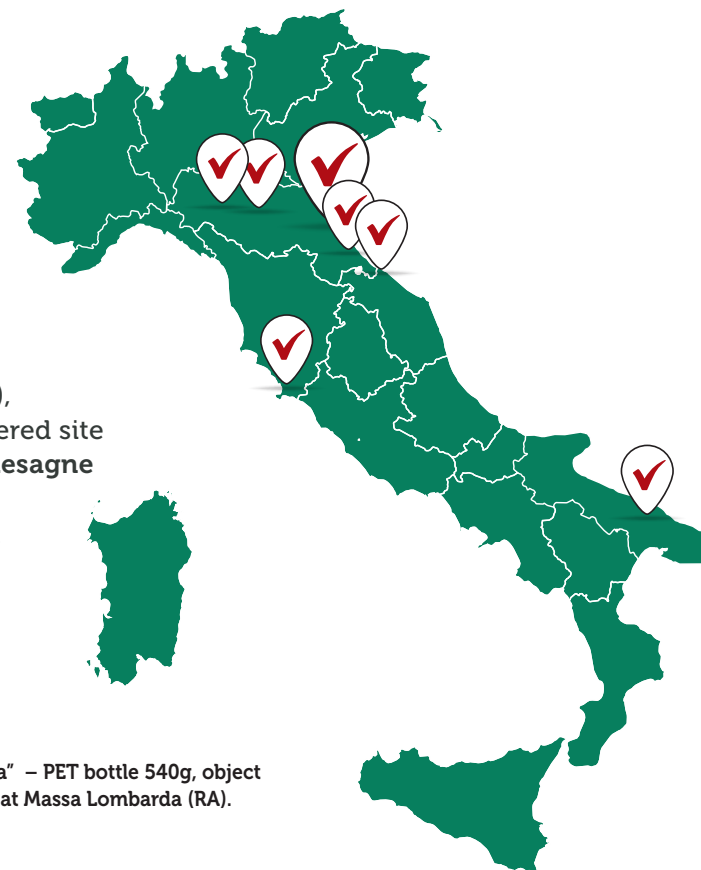 ),
ered site
esagne
a” – PET bottle 540g, object
at Massa Lombarda (RA).